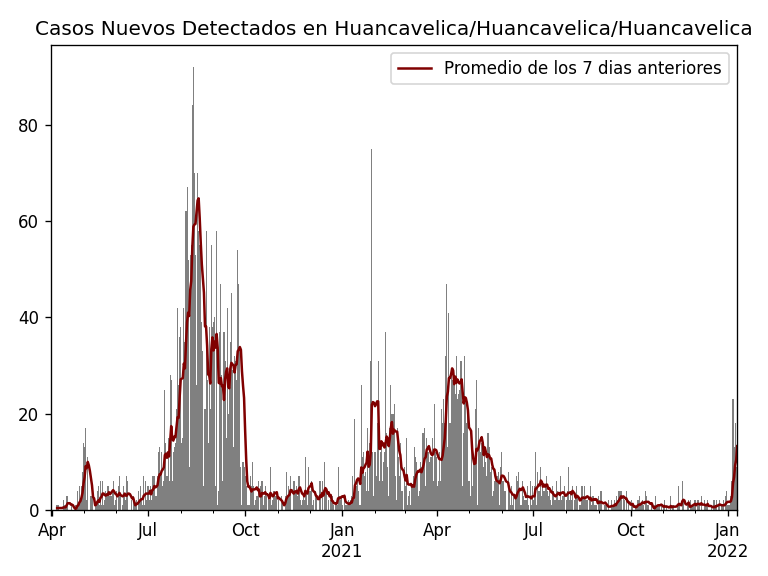 Casos Nuevos Detectados en Huancavelica/Huancavelica/Huancavelica
Promedio de los 7 dias anteriores
80
60
40
20
0
Apr Jul Oct Jan Apr Jul Oct Jan
2021 2022